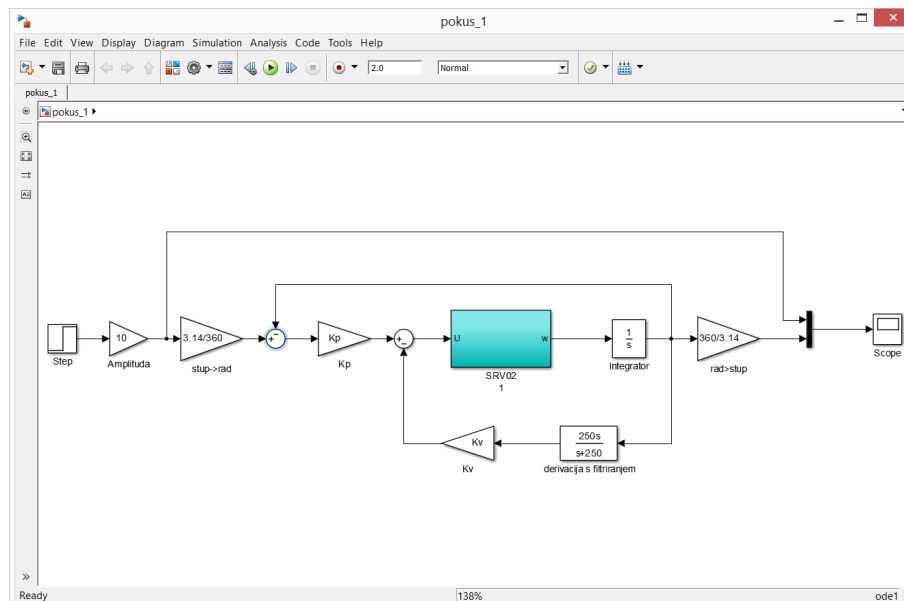 pokus_1
File Edit View Display Diagram Simulation Analysis Code Tools Help
2.0
Normal
pokus_1
pokus_1
Step
10
Amplituda
3.14/360
stup->rad
Kp
Kp
U
w
SRV02
1
1
s
Integrator
360/3.14
rad>stup
Scope
Kv
Kv
250s
s+250
derivacija s filtriranjem
Ready
138%
ode1